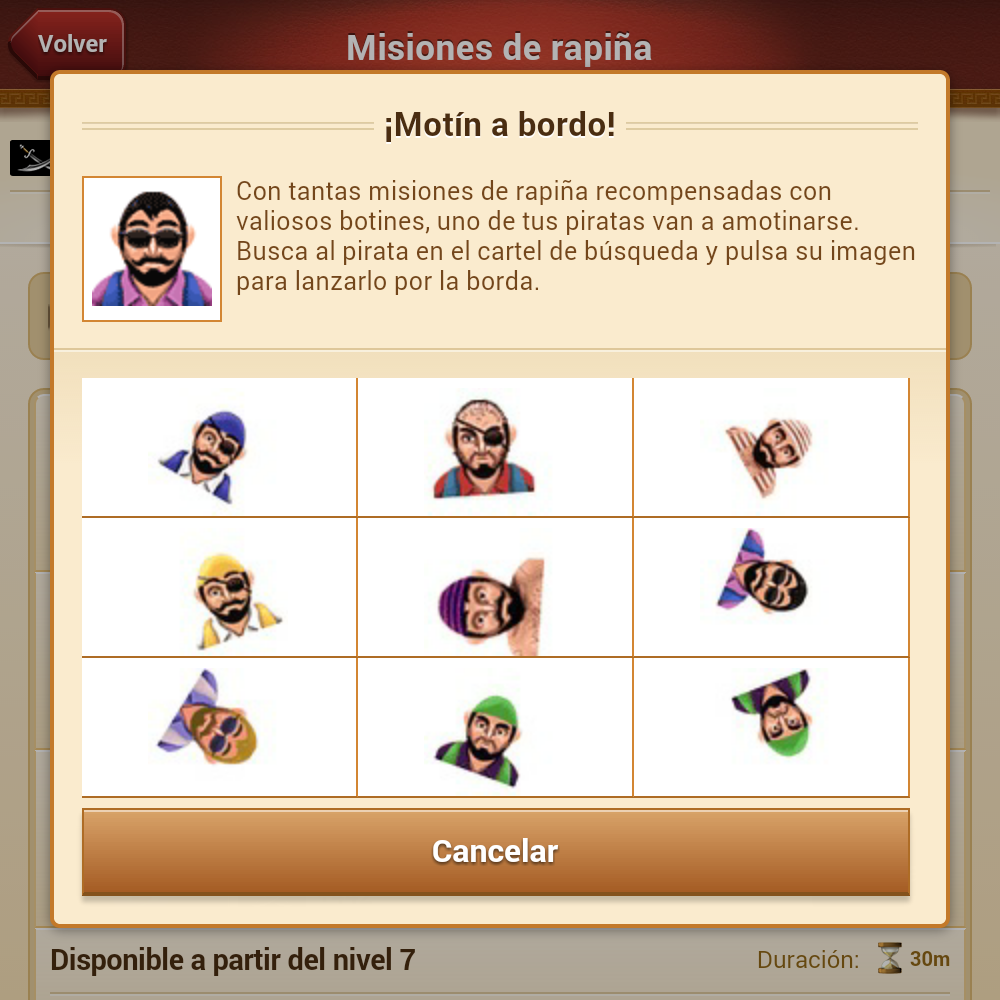 Volver
Misiones de rapiña
¡Motín a bordo!
Con tantas misiones de rapiña recompensadas con
valiosos botines, uno de tus piratas van a amotinarse.
Busca al pirata en el cartel de búsqueda y pulsa su imagen
para lanzarlo por la borda.
Cancelar
Disponible a partir del nivel 7
Duración: 30m